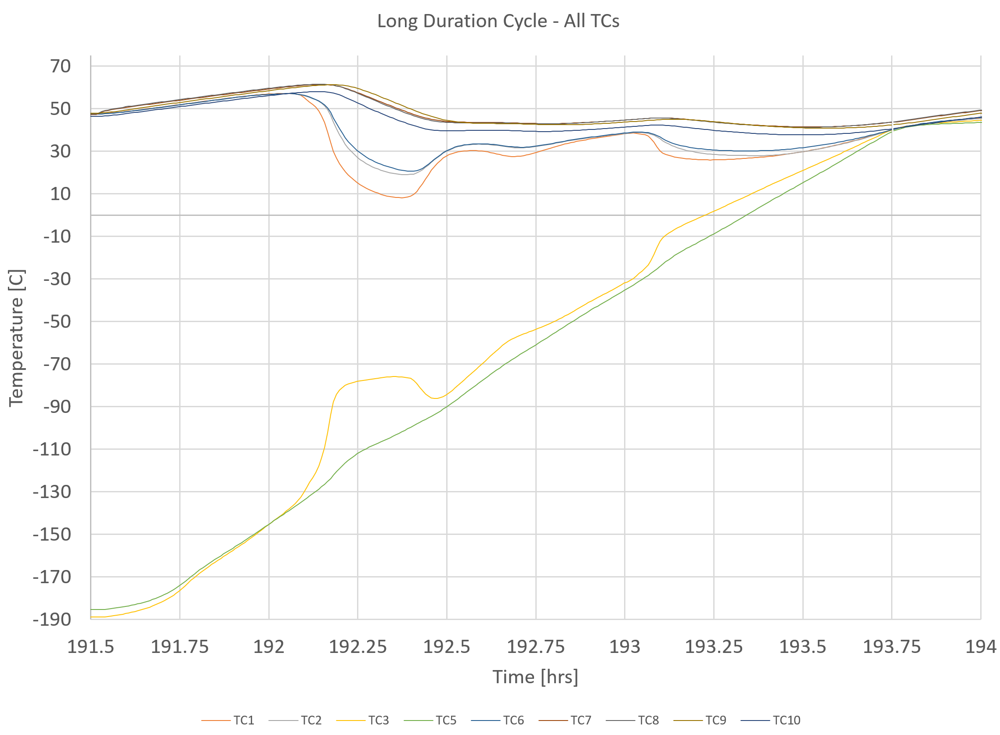 Long Duration Cycle - All TCs
70
50
30
10
-10
-30
-50
-70
-90
-110
-130
-150
-170
-190
Temperature [C]
191.5 191.75 192 192.25 192.5 192.75 193 193.25 193.5 193.75 194
Time [hrs]
TC1 TC2 TC3 TC5 TC6 TC7 TC8 TC9 TC10